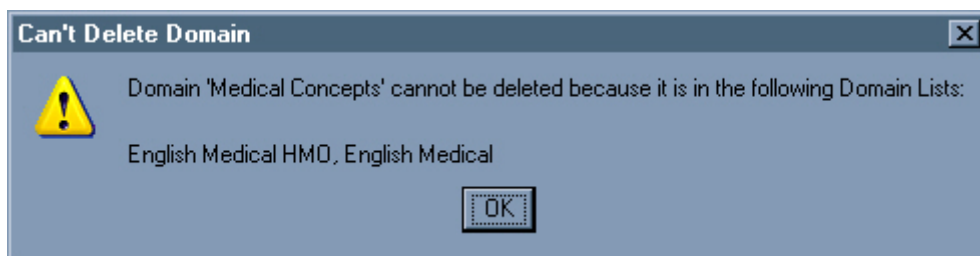 Can't Delete Domain
Domain 'Medical Concepts' cannot be deleted because it is in the following Domain Lists:
English Medical HMO, English Medical
OK